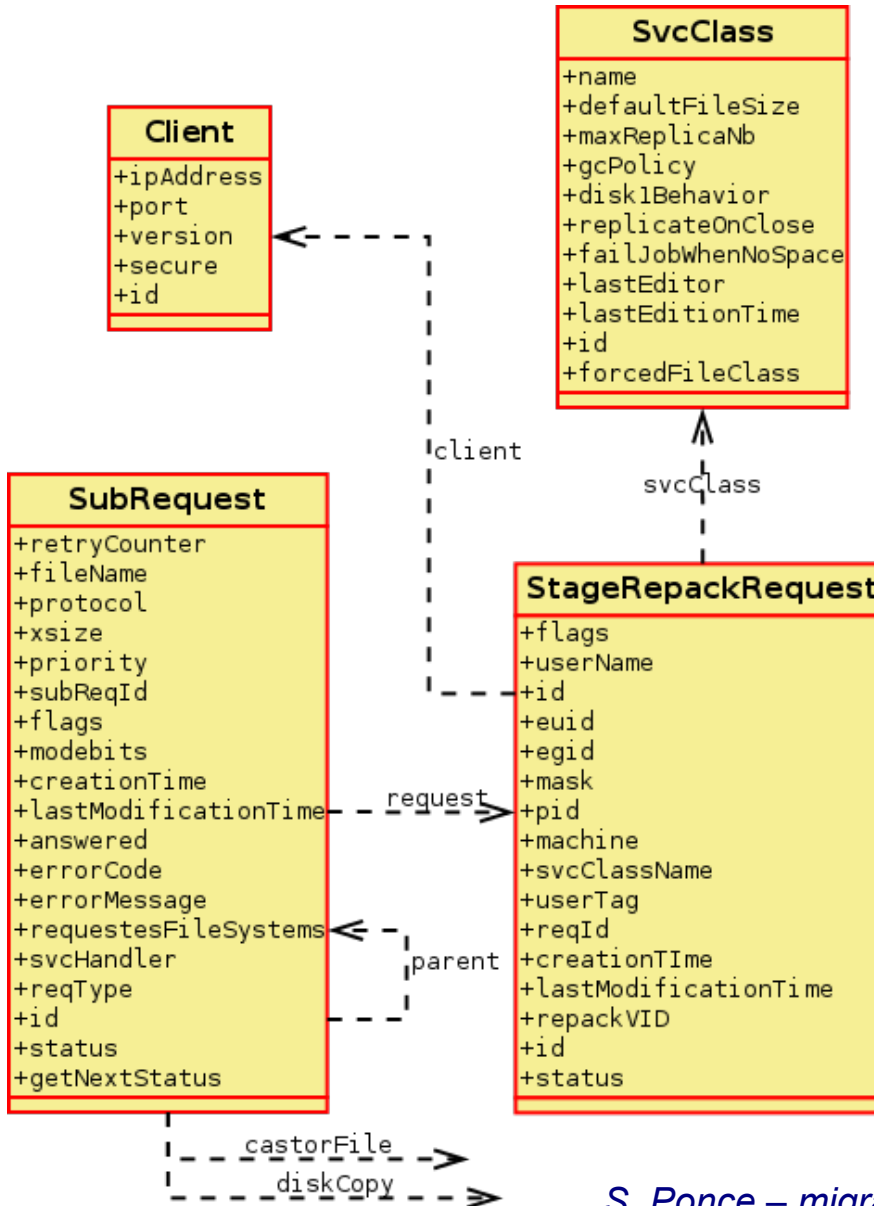 SvcClass
+name
+defaultFileSize
+maxReplicaNb
+gcPolicy
+disk1Behavior
+replicateOnClose
+failJobWhenNoSpace
+lastEditor
+lastEditionTime
+id
+forcedFileClass
Client
+ipAddress
+port
+version
+secure
+id
client
svcClass
SubRequest
+retryCounter
+fileName
+protocol
+xsize
+priority
+subReqId
+flags
+modebits
+creationTime
+lastModificationTime
+answered
+errorCode
+errorMessage
+requestesFileSystems
+svcHandler
+reqType
+id
+status
+getNextStatus
request
parent
StageRepackRequest
+flags
+userName
+id
+euid
+egid
+mask
+pid
+machine
+svcClassName
+userTag
+reqId
+creationTIme
+lastModificationTime
+repackVID
+id
+status
castorFile
diskCopy
S. Ponce –